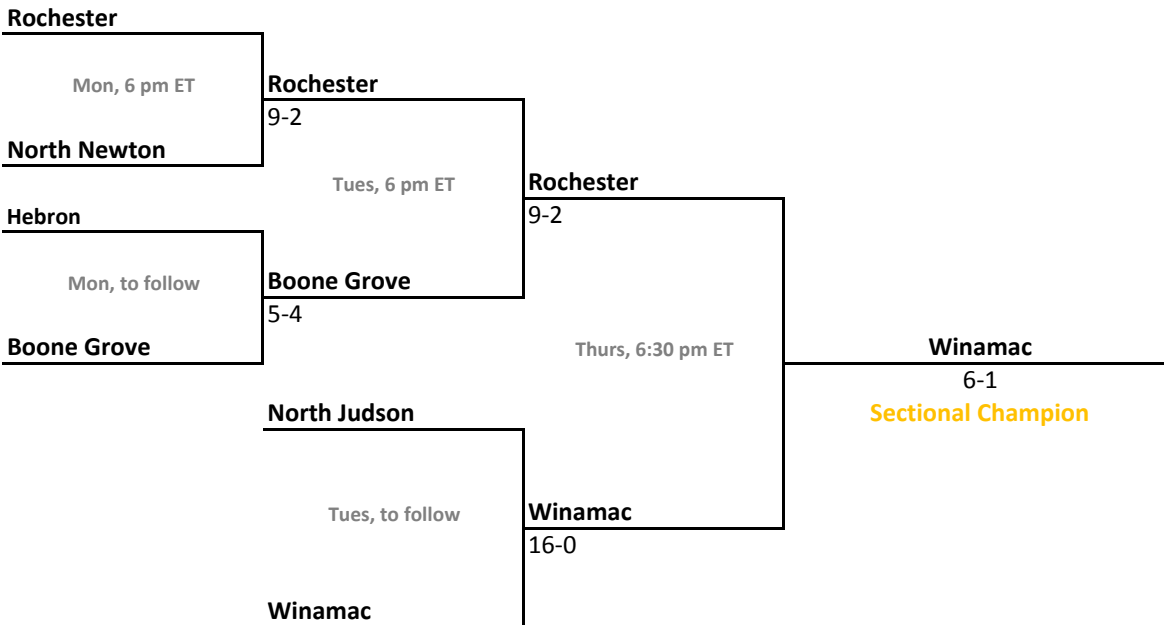 Rochester
Mon, 6 pm ET
Rochester
9-2
North Newton
Tues, 6 pm ET
Rochester
9-2
Hebron
Mon, to follow
Boone Grove
5-4
Boone Grove
Thurs, 6:30 pm ET
Winamac
6-1
Sectional Champion
North Judson
Tues, to follow
Winamac
16-0
Winamac